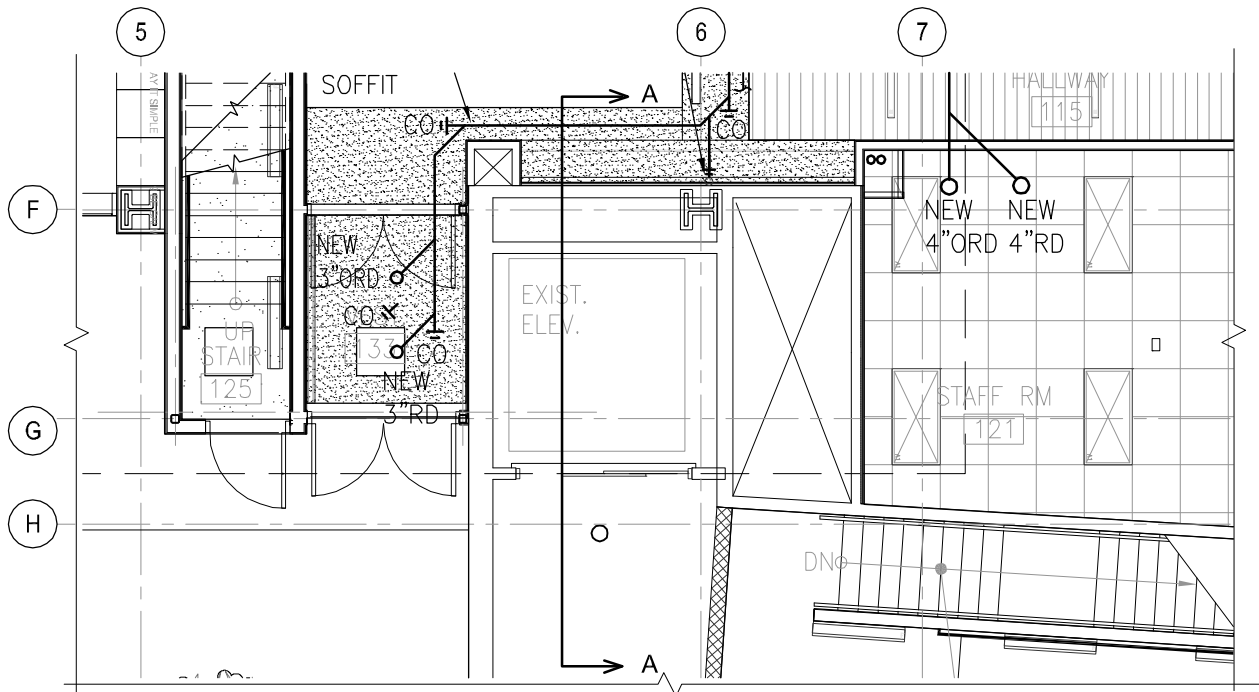 5
6
7
SOFFIT
A
HALLWAY
115
CO
CO
F
NEW
4"ORD
NEW
4"RD
NEW
3"ORD
EXIST.
ELEV.
CO
UP
STAIR
125
133
CO
NEW
3"RD
STAFF RM
121
G
H
DN
A